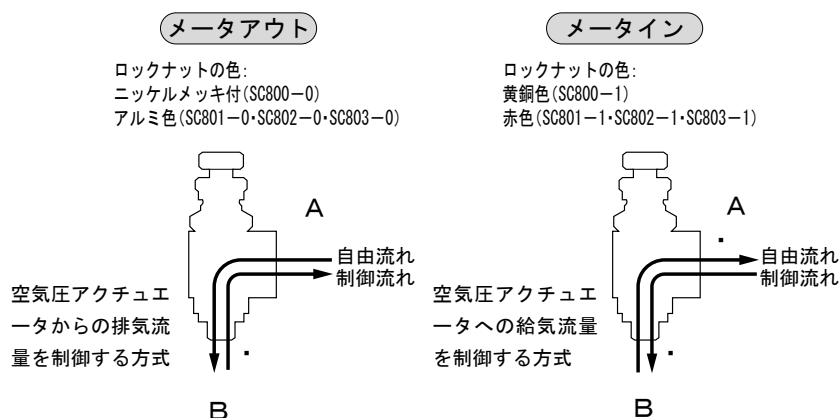 メータアウト
ロックナットの色:
ニッケルメッキ付(SC800-0)
アルミ色(SC801-0・SC802-0・SC803-0)
A
自由流れ
制御流れ
空気圧アクチュエ
ータからの排気流
量を制御する方式
B
メータイン
ロックナットの色:
黄銅色(SC800-1)
赤色(SC801-1・SC802-1・SC803-1)
A
自由流れ
制御流れ
空気圧アクチュエ
ータへの給気流量
を制御する方式
B